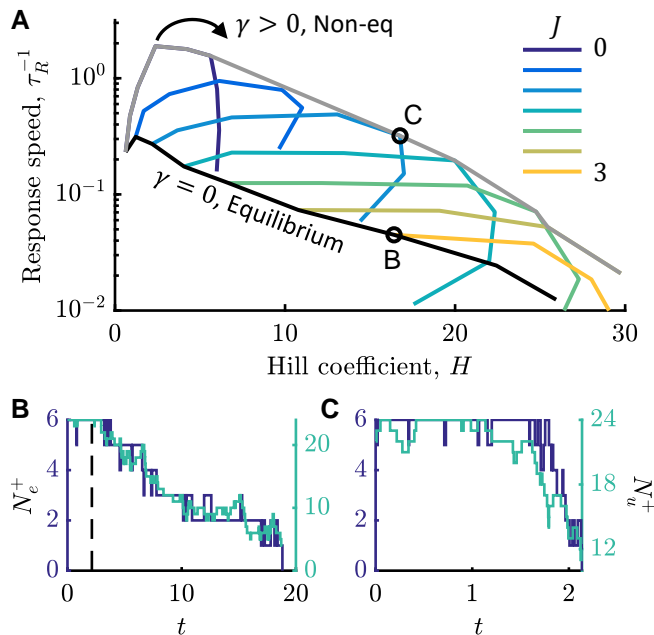 A
γ > 0, Non-eq
J
0
3
Response speed, τ_R^{-1}
10^0
10^{-1}
10^{-2}
C
γ = 0, Equilibrium
B
0 10 20 30
Hill coefficient, H
B
N_e^+
6
4
2
0
20
10
0
0 10 20
t
C
6
4
2
0
24
18
12
N_u^+
0 1 2
t